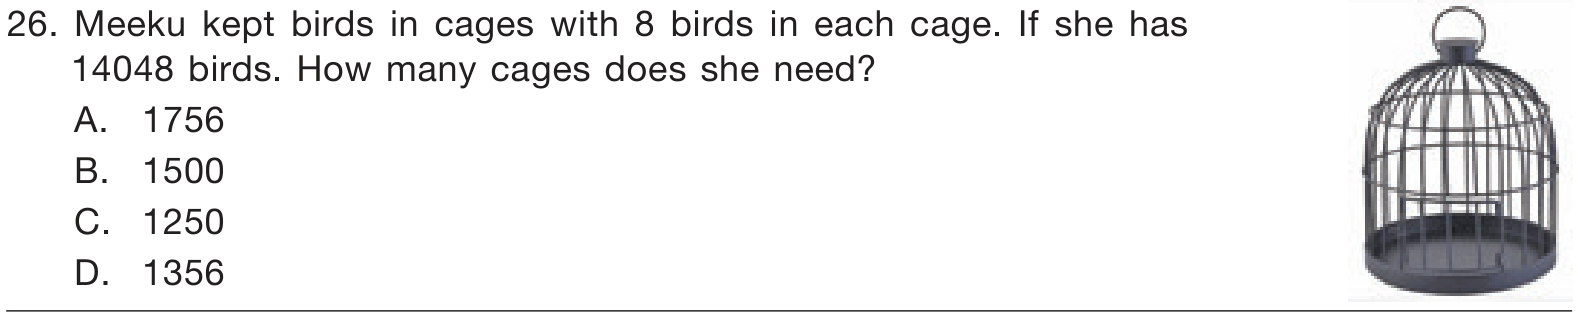 26. Meeku kept birds in cages with 8 birds in each cage. If she has
14048 birds. How many cages does she need?
A. 1756
B. 1500
C. 1250
D. 1356